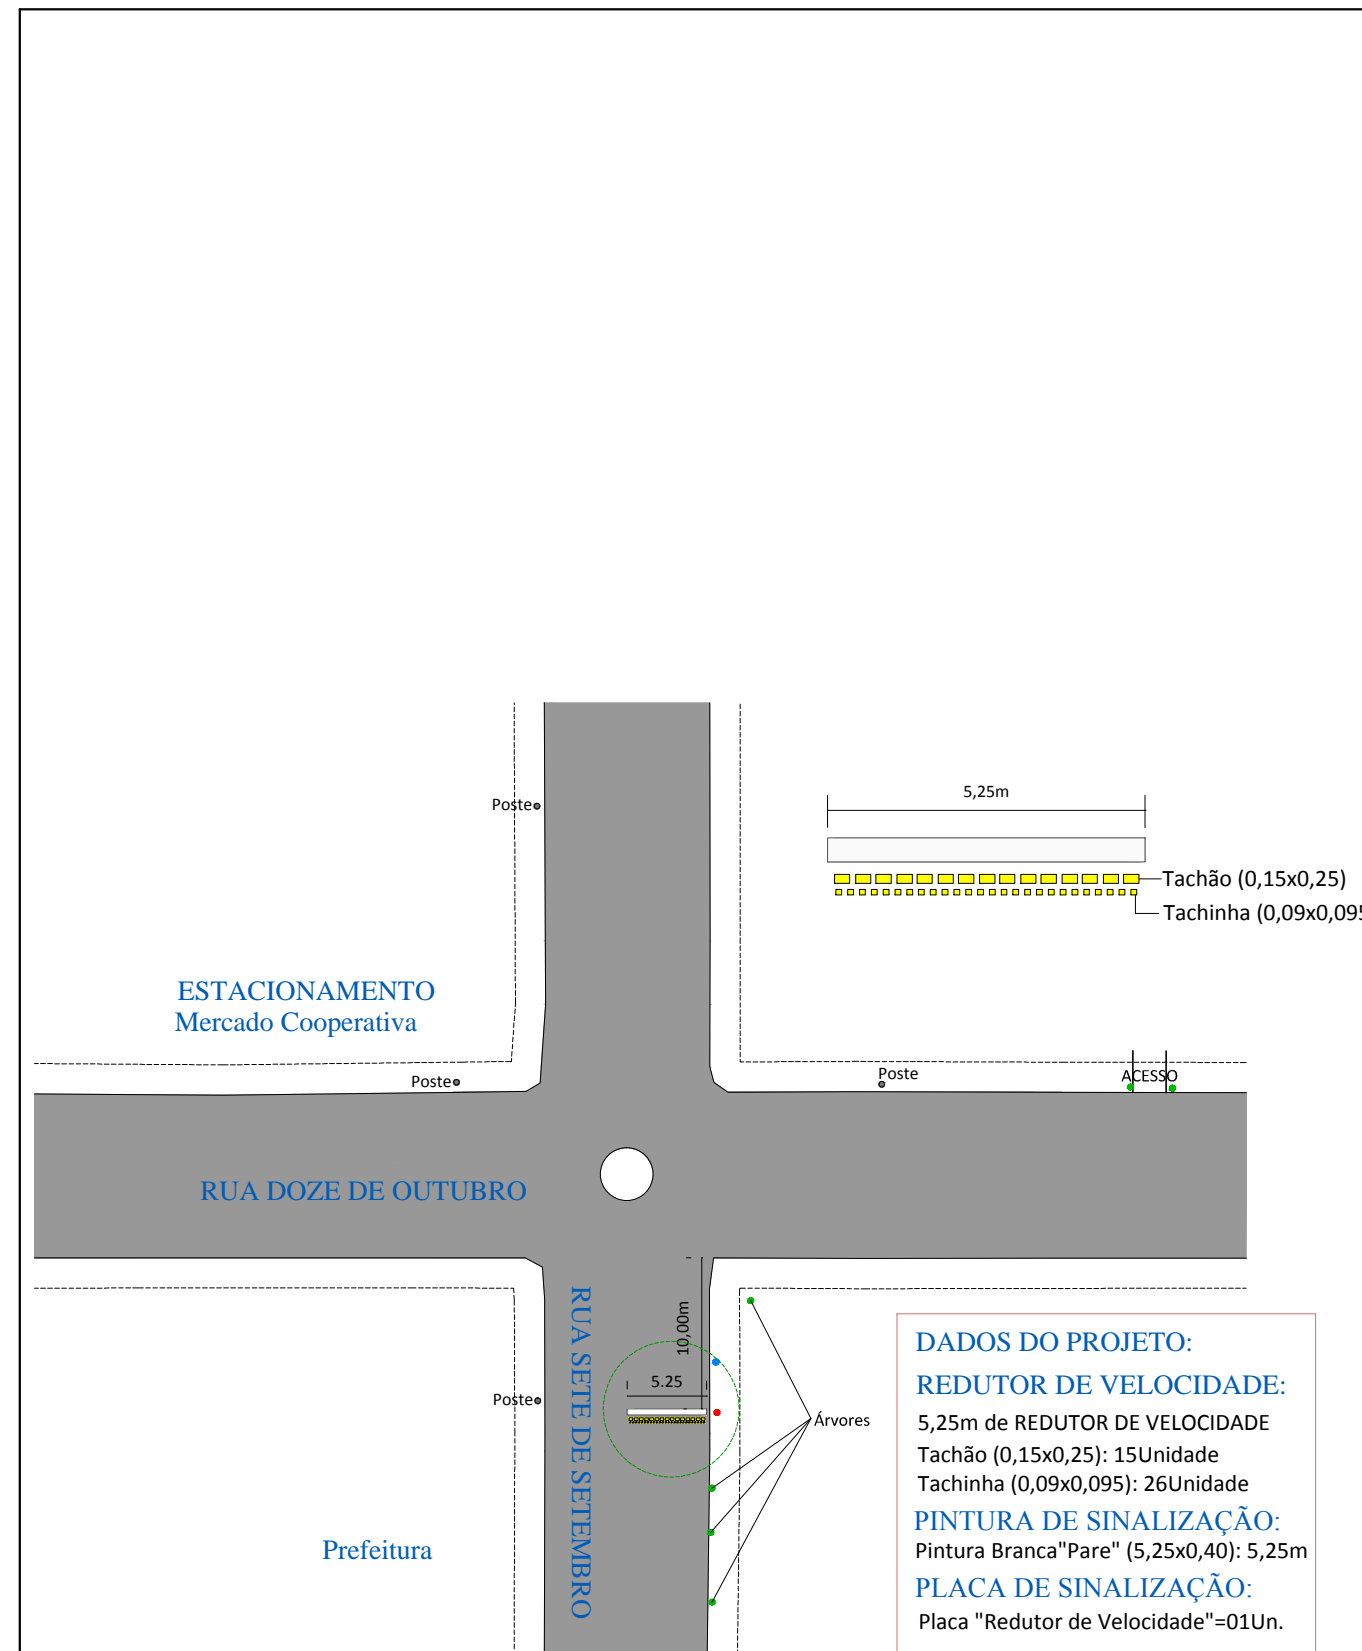 Poste
5,25m
Tachão (0,15x0,25)
Tachinha (0,09x0,095
ESTACIONAMENTO
Mercado Cooperativa
Poste
Poste
ACESSO
RUA DOZE DE OUTUBRO
RUA SETE DE SETEMBRO
10,00m
5.25
Poste
Árvores
Prefeitura
DADOS DO PROJETO:
REDUTOR DE VELOCIDADE:
5,25m de REDUTOR DE VELOCIDADE
Tachão (0,15x0,25): 15Unidade
Tachinha (0,09x0,095): 26Unidade
PINTURA DE SINALIZAÇÃO:
Pintura Branca"Pare" (5,25x0,40): 5,25m
PLACA DE SINALIZAÇÃO:
Placa "Redutor de Velocidade"=01Un.